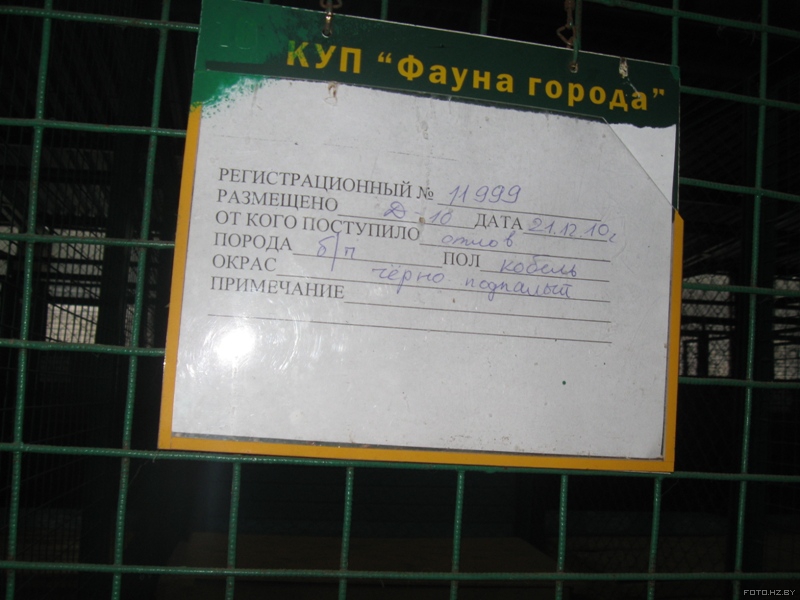 КУП “Фауна города”
РЕГИСТРАЦИОННЫЙ № 11999
РАЗМЕЩЕНО Д-10 ДАТА 21.12.10г
ОТ КОГО ПОСТУПИЛО отлов
ПОРОДА б/п ПОЛ кобель
ОКРАС чёрно подпалый
ПРИМЕЧАНИЕ
FOTO.HZ.BY